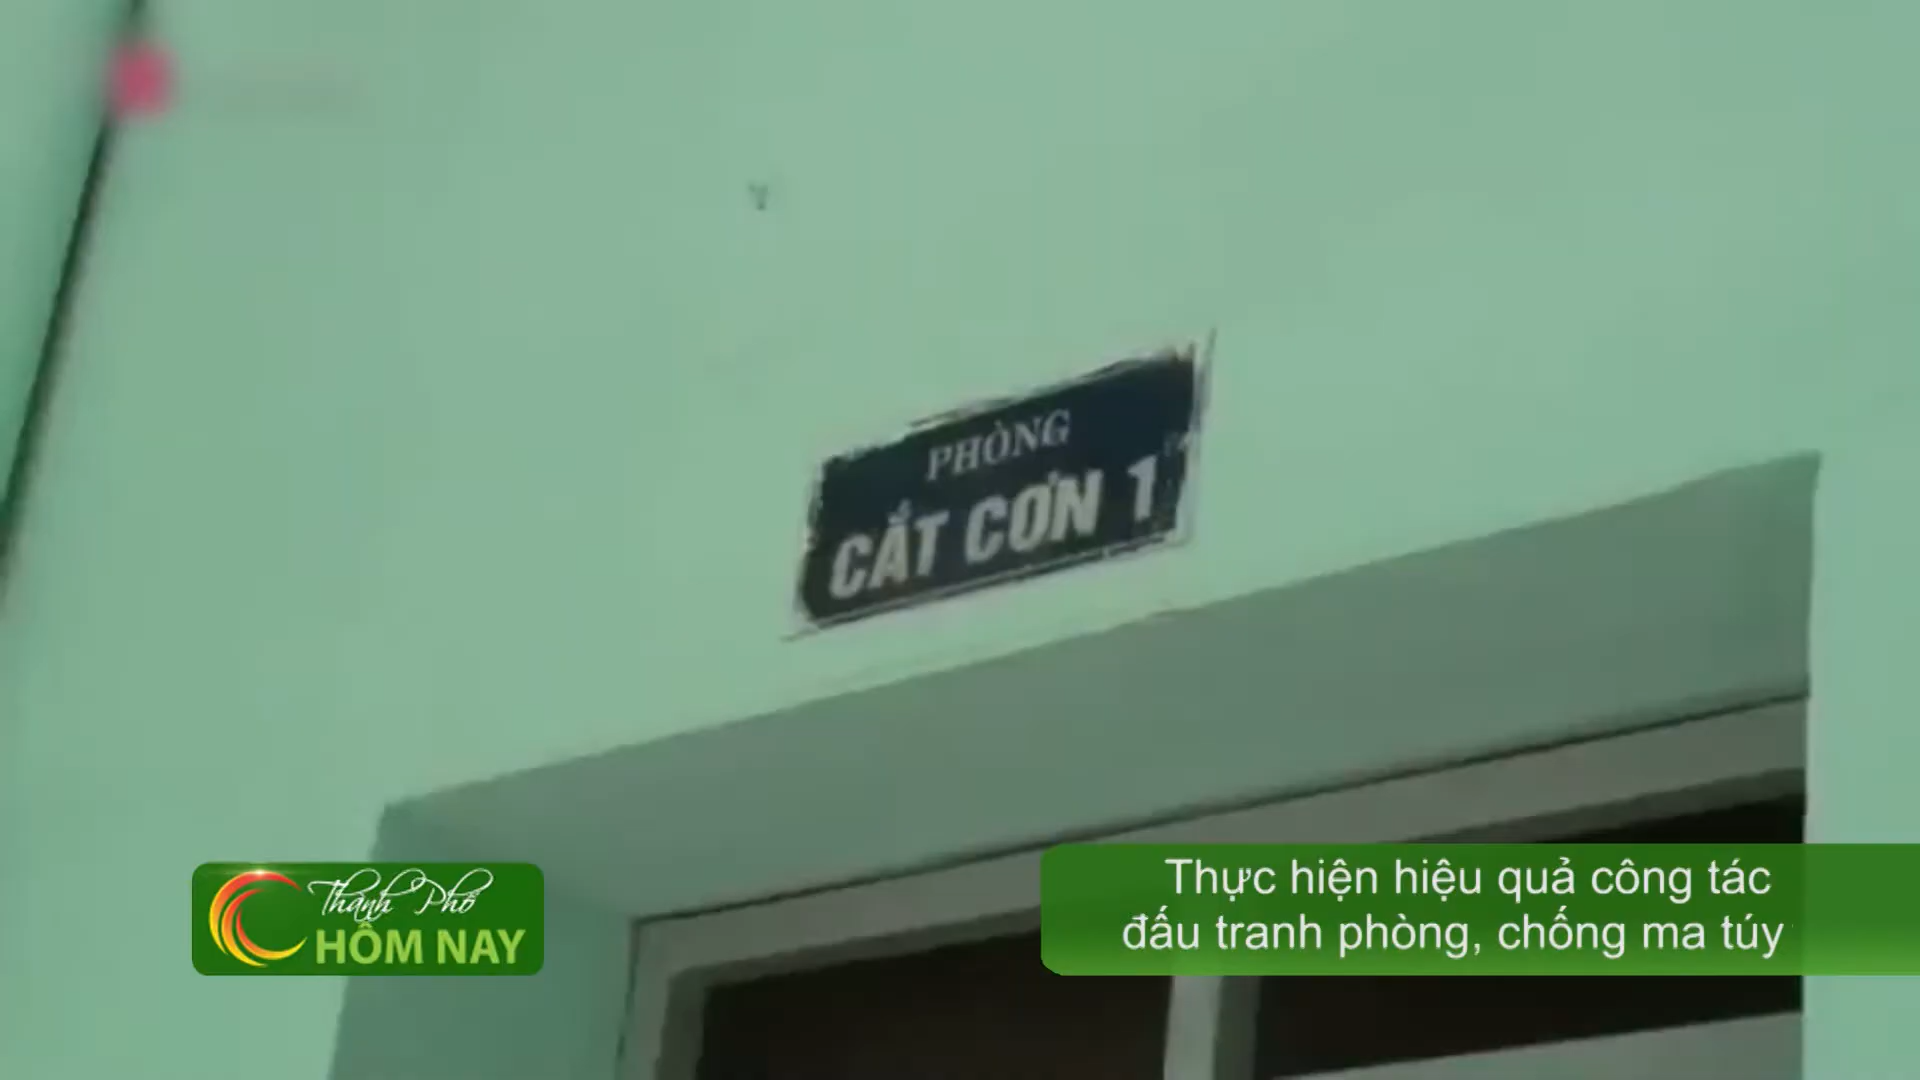 PHÒNG
CẮT CƠN 1
Thành Phố
HÔM NAY
Thực hiện hiệu quả công tác
đấu tranh phòng, chống ma túy